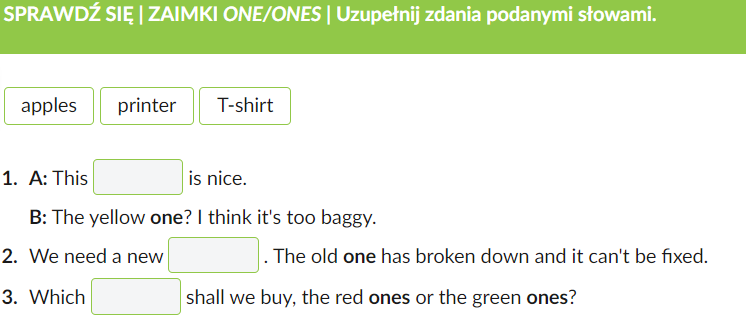 SPRAWDŹ SIĘ | ZAIMKI ONE/ONES | Uzupełnij zdania podanymi słowami.
apples printer T-shirt
1. A: This is nice.
B: The yellow one? I think it's too baggy.
2. We need a new . The old one has broken down and it can't be fixed.
3. Which shall we buy, the red ones or the green ones?